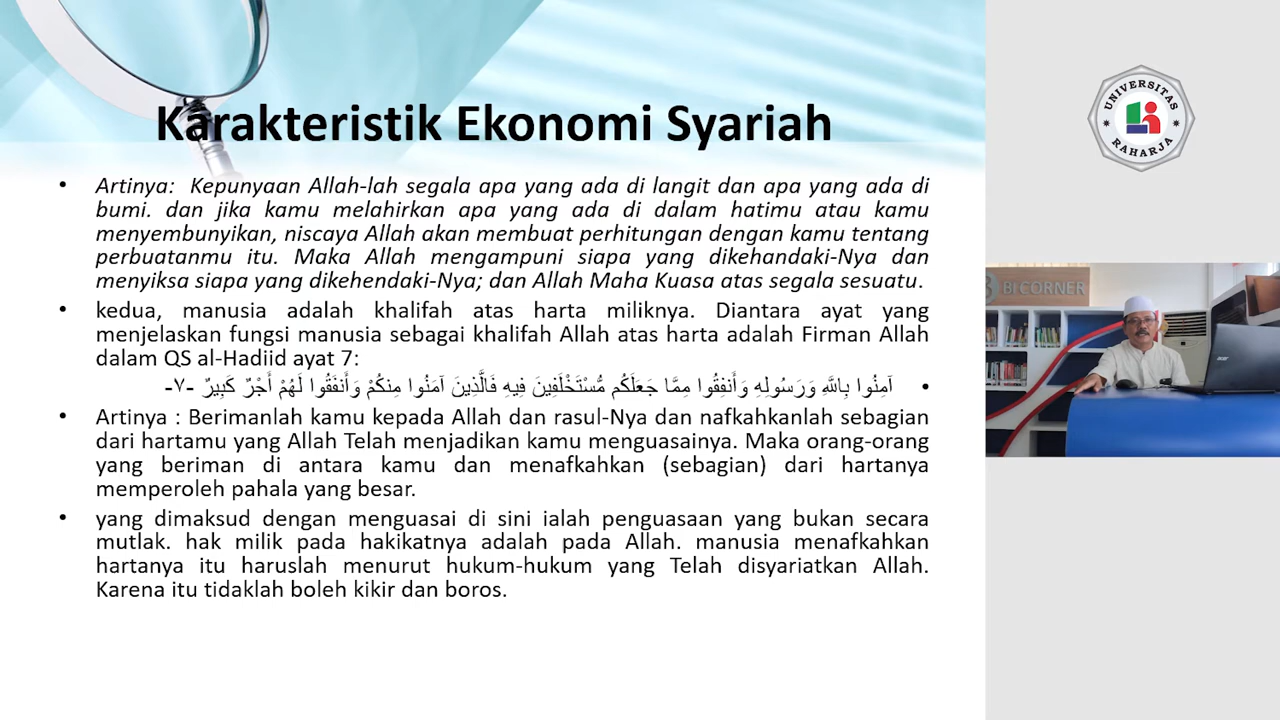 Karakteristik Ekonomi Syariah
• Artinya: Kepunyaan Allah-lah segala apa yang ada di langit dan apa yang ada di
bumi. dan jika kamu melahirkan apa yang ada di dalam hatimu atau kamu
menyembunyikan, niscaya Allah akan membuat perhitungan dengan kamu tentang
perbuatanmu itu. Maka Allah mengampuni siapa yang dikehandaki-Nya dan
menyiksa siapa yang dikehendaki-Nya; dan Allah Maha Kuasa atas segala sesuatu.
• kedua, manusia adalah khalifah atas harta miliknya. Diantara ayat yang
menjelaskan fungsi manusia sebagai khalifah Allah atas harta adalah Firman Allah
dalam QS al-Hadiid ayat 7:
• آمِنُوا بِاللَّهِ وَرَسُولِهِ وَأَنفِقُوا مِمَّا جَعَلَكُم مُّسْتَخْلَفِينَ فِيهِ فَالَّذِينَ آمَنُوا مِنكُمْ وَأَنفَقُوا لَهُمْ أَجْرٌ كَبِيرٌ -٧-
• Artinya : Berimanlah kamu kepada Allah dan rasul-Nya dan nafkahkanlah sebagian
dari hartamu yang Allah Telah menjadikan kamu menguasainya. Maka orang-orang
yang beriman di antara kamu dan menafkahkan (sebagian) dari hartanya
memperoleh pahala yang besar.
• yang dimaksud dengan menguasai di sini ialah penguasaan yang bukan secara
mutlak. hak milik pada hakikatnya adalah pada Allah. manusia menafkahkan
hartanya itu haruslah menurut hukum-hukum yang Telah disyariatkan Allah.
Karena itu tidaklah boleh kikir dan boros.
UNIVERSITAS
RAHARJA
BI CORNER
acer